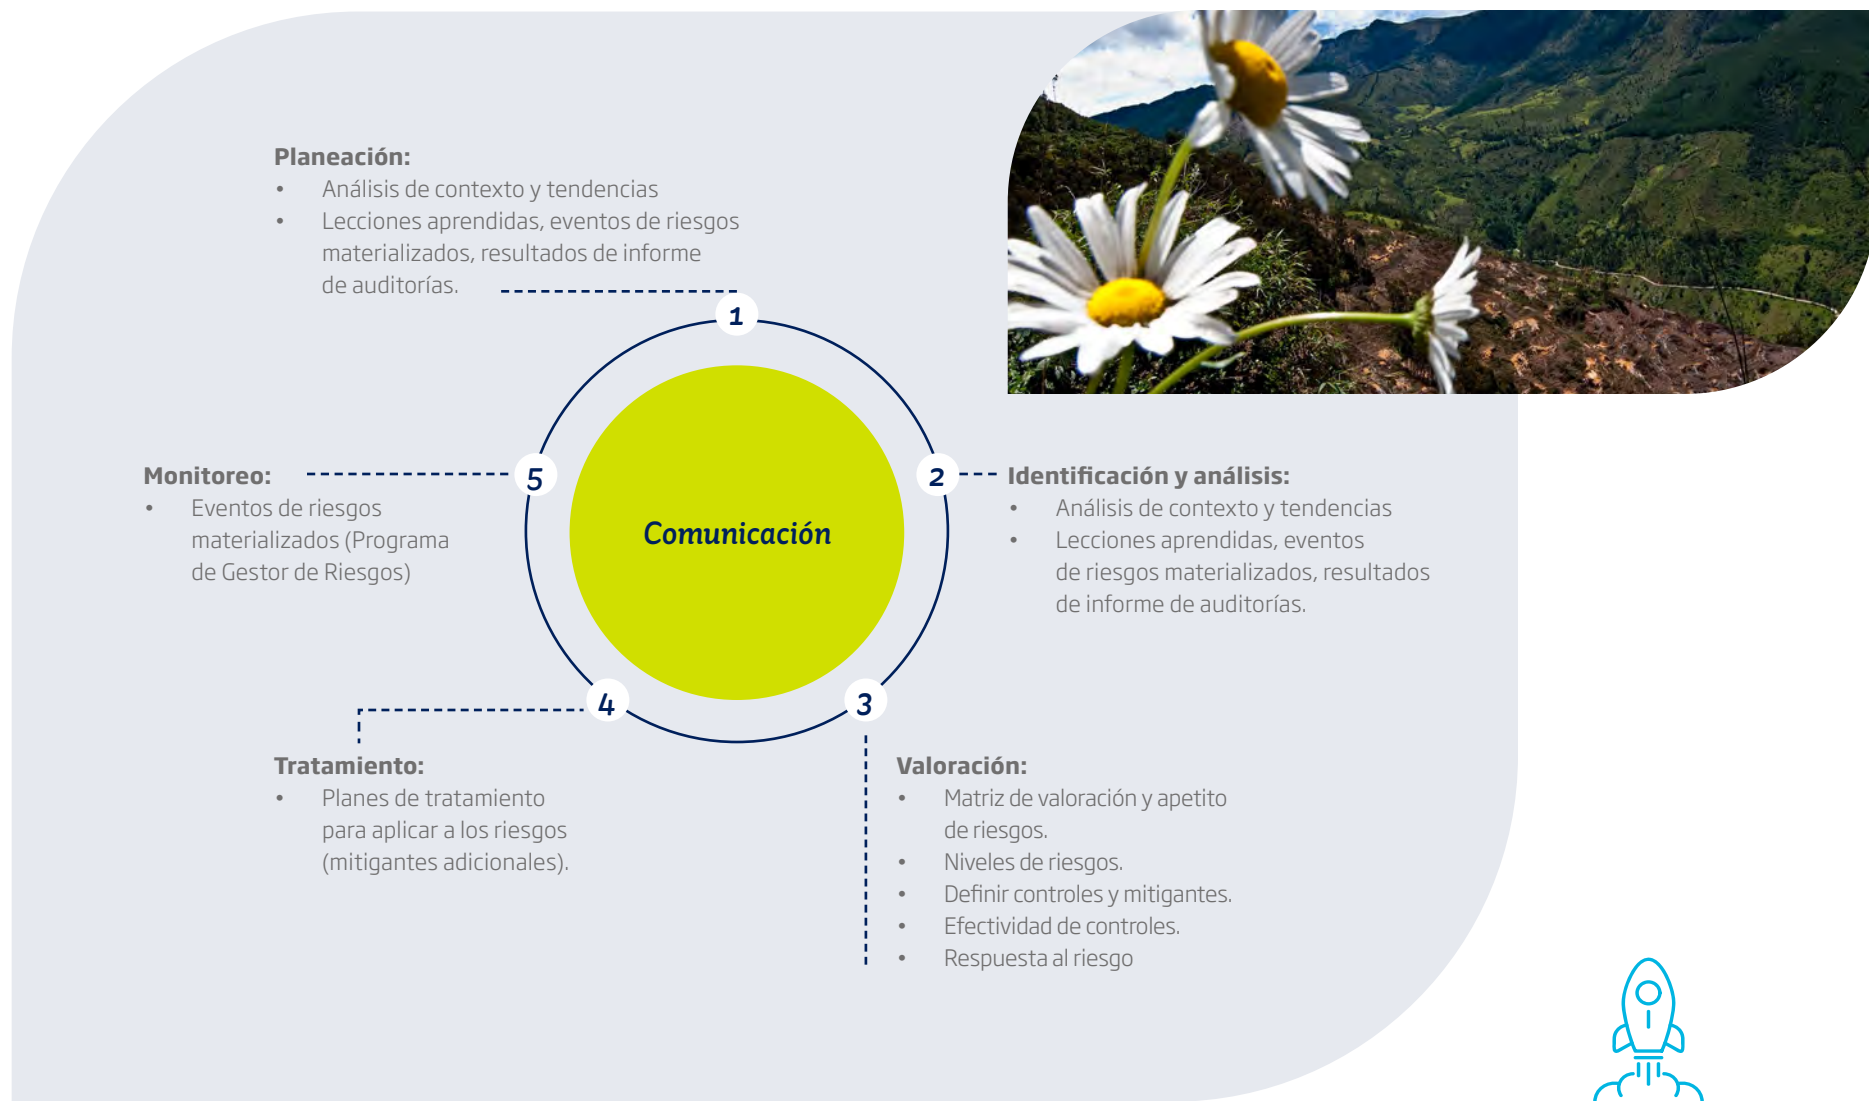 Planeación:
• Análisis de contexto y tendencias
• Lecciones aprendidas, eventos de riesgos
materializados, resultados de informe
de auditorías.
1
2
Identificación y análisis:
• Análisis de contexto y tendencias
• Lecciones aprendidas, eventos
de riesgos materializados, resultados
de informe de auditorías.
3
Valoración:
• Matriz de valoración y apetito
de riesgos.
• Niveles de riesgos.
• Definir controles y mitigantes.
• Efectividad de controles.
• Respuesta al riesgo
4
Tratamiento:
• Planes de tratamiento
para aplicar a los riesgos
(mitigantes adicionales).
5
Monitoreo:
• Eventos de riesgos
materializados (Programa
de Gestor de Riesgos)
Comunicación